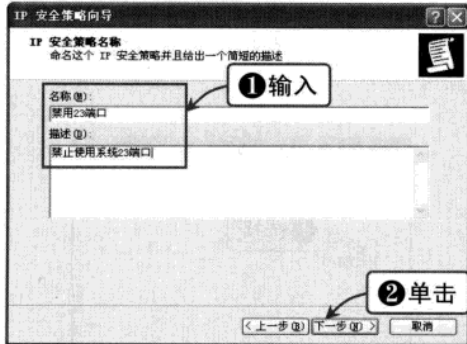 IP 安全策略向导
IP 安全策略名称
命名这个 IP 安全策略并且给出一个简短的描述
❶输入
名称(M):
禁用23端口
描述(D):
禁止使用系统23端口
❷单击
<上一步(B)
下一步(N)>
取消